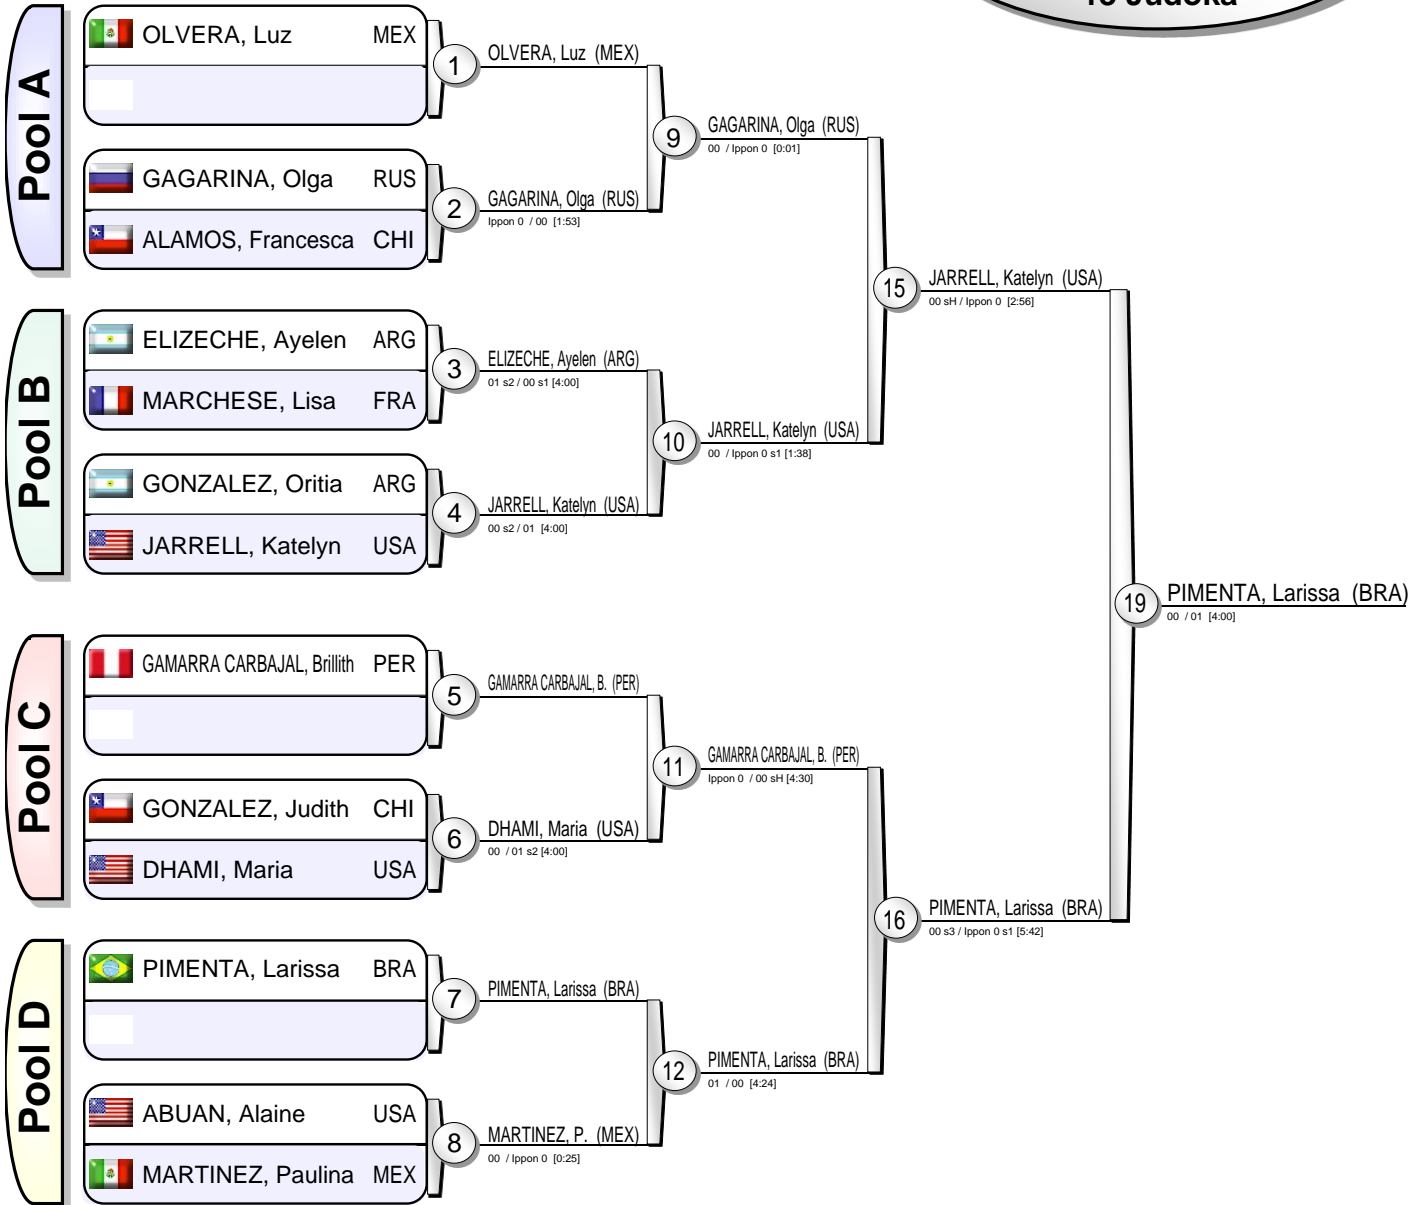 13 Judoka
Pool A
OLVERA, Luz MEX
GAGARINA, Olga RUS
ALAMOS, Francesca CHI
1
OLVERA, Luz (MEX)
2
GAGARINA, Olga (RUS)
Ippon 0 / 00 [1:53]
9
GAGARINA, Olga (RUS)
00 / Ippon 0 [0:01]
Pool B
ELIZECHE, Ayelen ARG
MARCHESE, Lisa FRA
GONZALEZ, Oritia ARG
JARRELL, Katelyn USA
3
ELIZECHE, Ayelen (ARG)
01 s2 / 00 s1 [4:00]
4
JARRELL, Katelyn (USA)
00 s2 / 01 [4:00]
10
JARRELL, Katelyn (USA)
00 / Ippon 0 s1 [1:38]
15
JARRELL, Katelyn (USA)
00 sH / Ippon 0 [2:56]
Pool C
GAMARRA CARBAJAL, Brillith PER
GONZALEZ, Judith CHI
DHAMI, Maria USA
5
GAMARRA CARBAJAL, B. (PER)
6
DHAMI, Maria (USA)
00 / 01 s2 [4:00]
11
GAMARRA CARBAJAL, B. (PER)
Ippon 0 / 00 sH [4:30]
Pool D
PIMENTA, Larissa BRA
ABUAN, Alaine USA
MARTINEZ, Paulina MEX
7
PIMENTA, Larissa (BRA)
8
MARTINEZ, P. (MEX)
00 / Ippon 0 [0:25]
12
PIMENTA, Larissa (BRA)
01 / 00 [4:24]
16
PIMENTA, Larissa (BRA)
00 s3 / Ippon 0 s1 [5:42]
19
PIMENTA, Larissa (BRA)
00 / 01 [4:00]